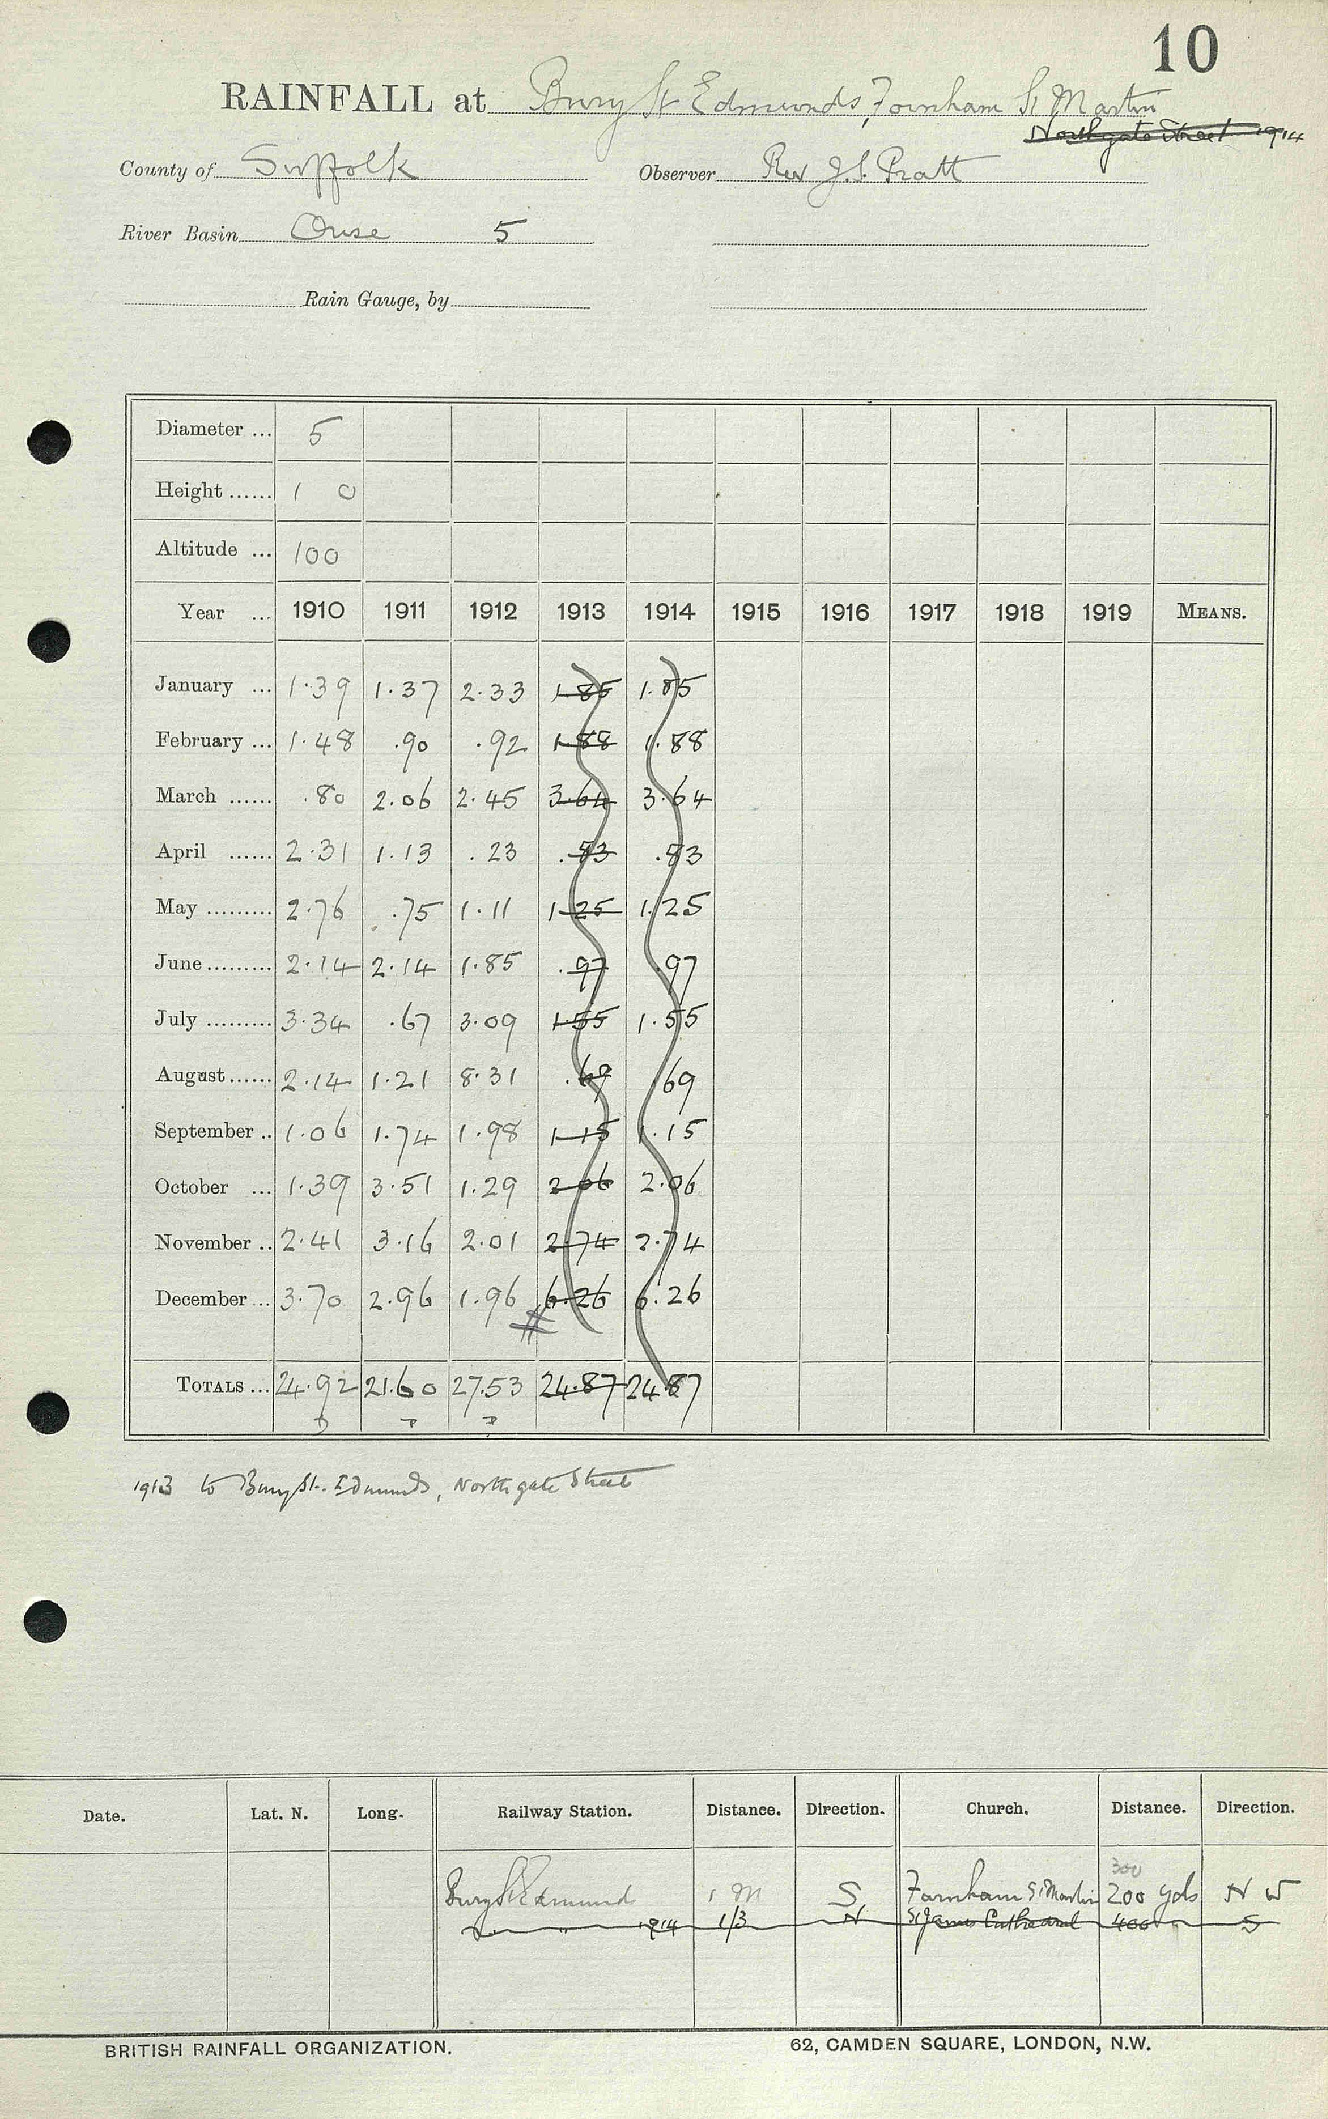 10
RAINFALL at Bury St Edmunds, Fornham St Martin
Northgate Street 1914
County of Suffolk Observer Rev J.S. Pratt
River Basin Ouse 5
Rain Gauge, by
Diameter ... 5
Height ...... 1 0
Altitude ... 100
Year ... 1910 1911 1912 1913 1914 1915 1916 1917 1918 1919 MEANS.
January ... 1.39 1.37 2.33 1.85 1.85
February ... 1.48 .90 .92 1.88 1.88
March ...... .80 2.06 2.45 3.64 3.64
April ...... 2.31 1.13 .23 .83 .83
May ......... 2.76 .75 1.11 1.25 1.25
June ......... 2.14 2.14 1.85 .97 .97
July ......... 3.34 .67 3.09 1.55 1.55
August ...... 2.14 1.21 8.31 .69 .69
September .. 1.06 1.74 1.98 1.15 1.15
October ... 1.39 3.51 1.29 2.06 2.06
November .. 2.41 3.16 2.01 2.74 2.74
December ... 3.70 2.96 1.96 6.26 6.26
#
TOTALS ... 24.92 21.60 27.53 24.87 24.87
1913 to Bury St. Edmunds, Northgate Street
Date. Lat. N. Long. Railway Station. Distance. Direction. Church. Distance. Direction.
300
Bury St Edmunds 1 M S Farnham St Martin 200 yds N W
" 1914 1/3 N St James Cathedral 400 " S
BRITISH RAINFALL ORGANIZATION. 62, CAMDEN SQUARE, LONDON, N.W.